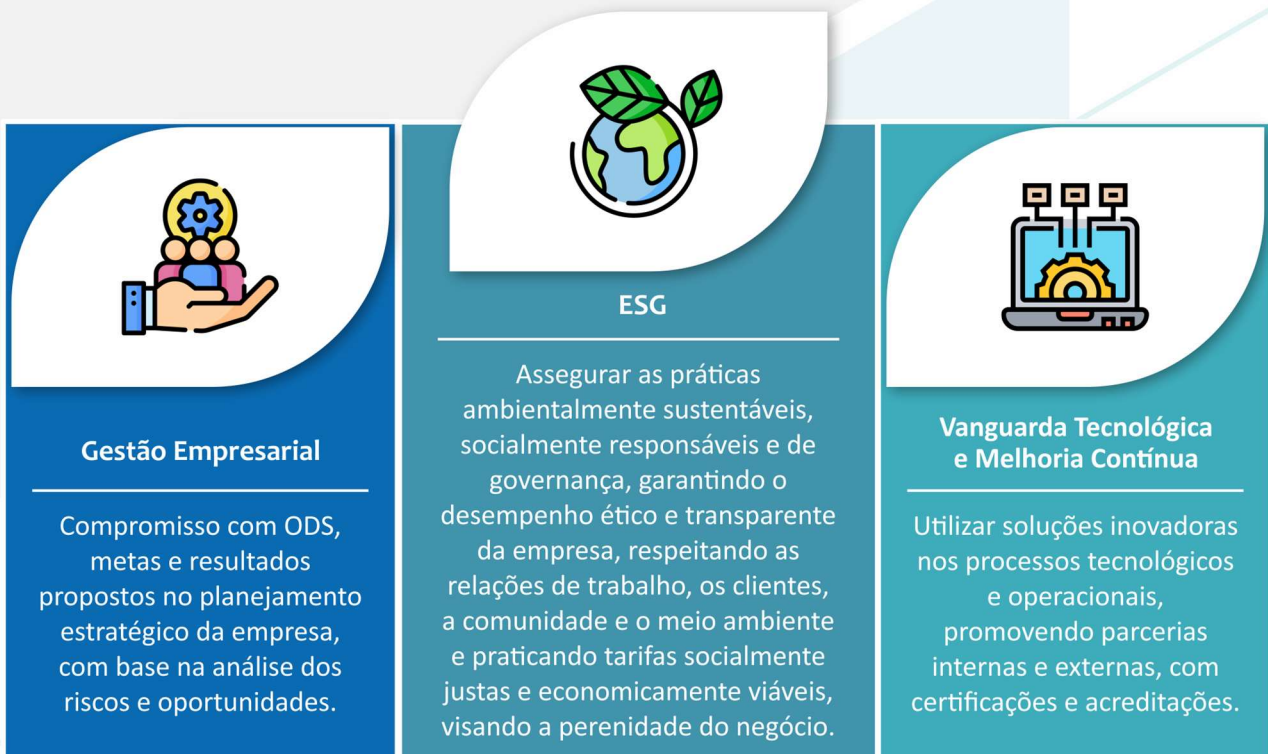 Gestão Empresarial
Compromisso com ODS,
metas e resultados
propostos no planejamento
estratégico da empresa,
com base na análise dos
riscos e oportunidades.
ESG
Assegurar as práticas
ambientalmente sustentáveis,
socialmente responsáveis e de
governança, garantindo o
desempenho ético e transparente
da empresa, respeitando as
relações de trabalho, os clientes,
a comunidade e o meio ambiente
e praticando tarifas socialmente
justas e economicamente viáveis,
visando a perenidade do negócio.
Vanguarda Tecnológica
e Melhoria Contínua
Utilizar soluções inovadoras
nos processos tecnológicos
e operacionais,
promovendo parcerias
internas e externas, com
certificações e acreditações.